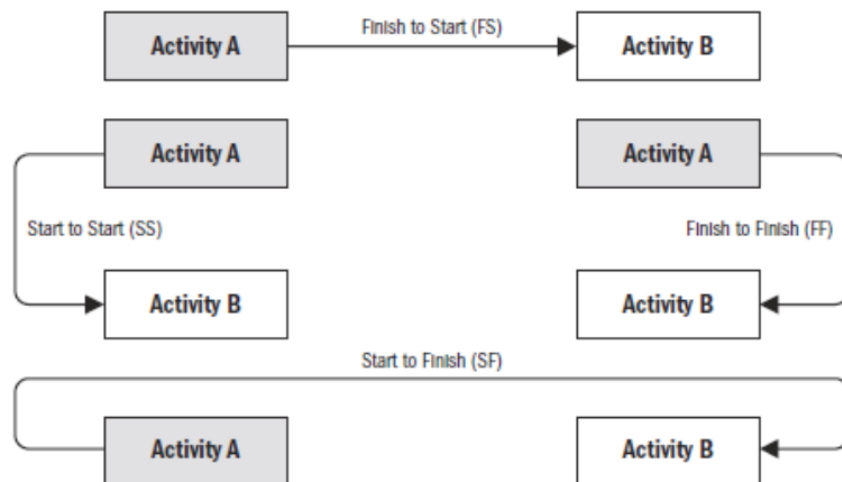 Activity A
Finish to Start (FS)
Activity B
Activity A
Activity A
Start to Start (SS)
Finish to Finish (FF)
Activity B
Activity B
Start to Finish (SF)
Activity A
Activity B